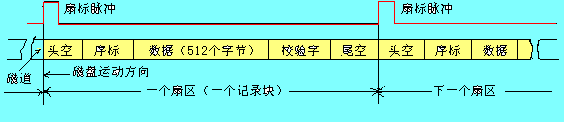 扇标脉冲 扇标脉冲
头空 序标 数据（512个字节） 校验字 尾空 头空 序标 数据
磁道 磁盘运动方向
一个扇区（一个记录块） 下一个扇区